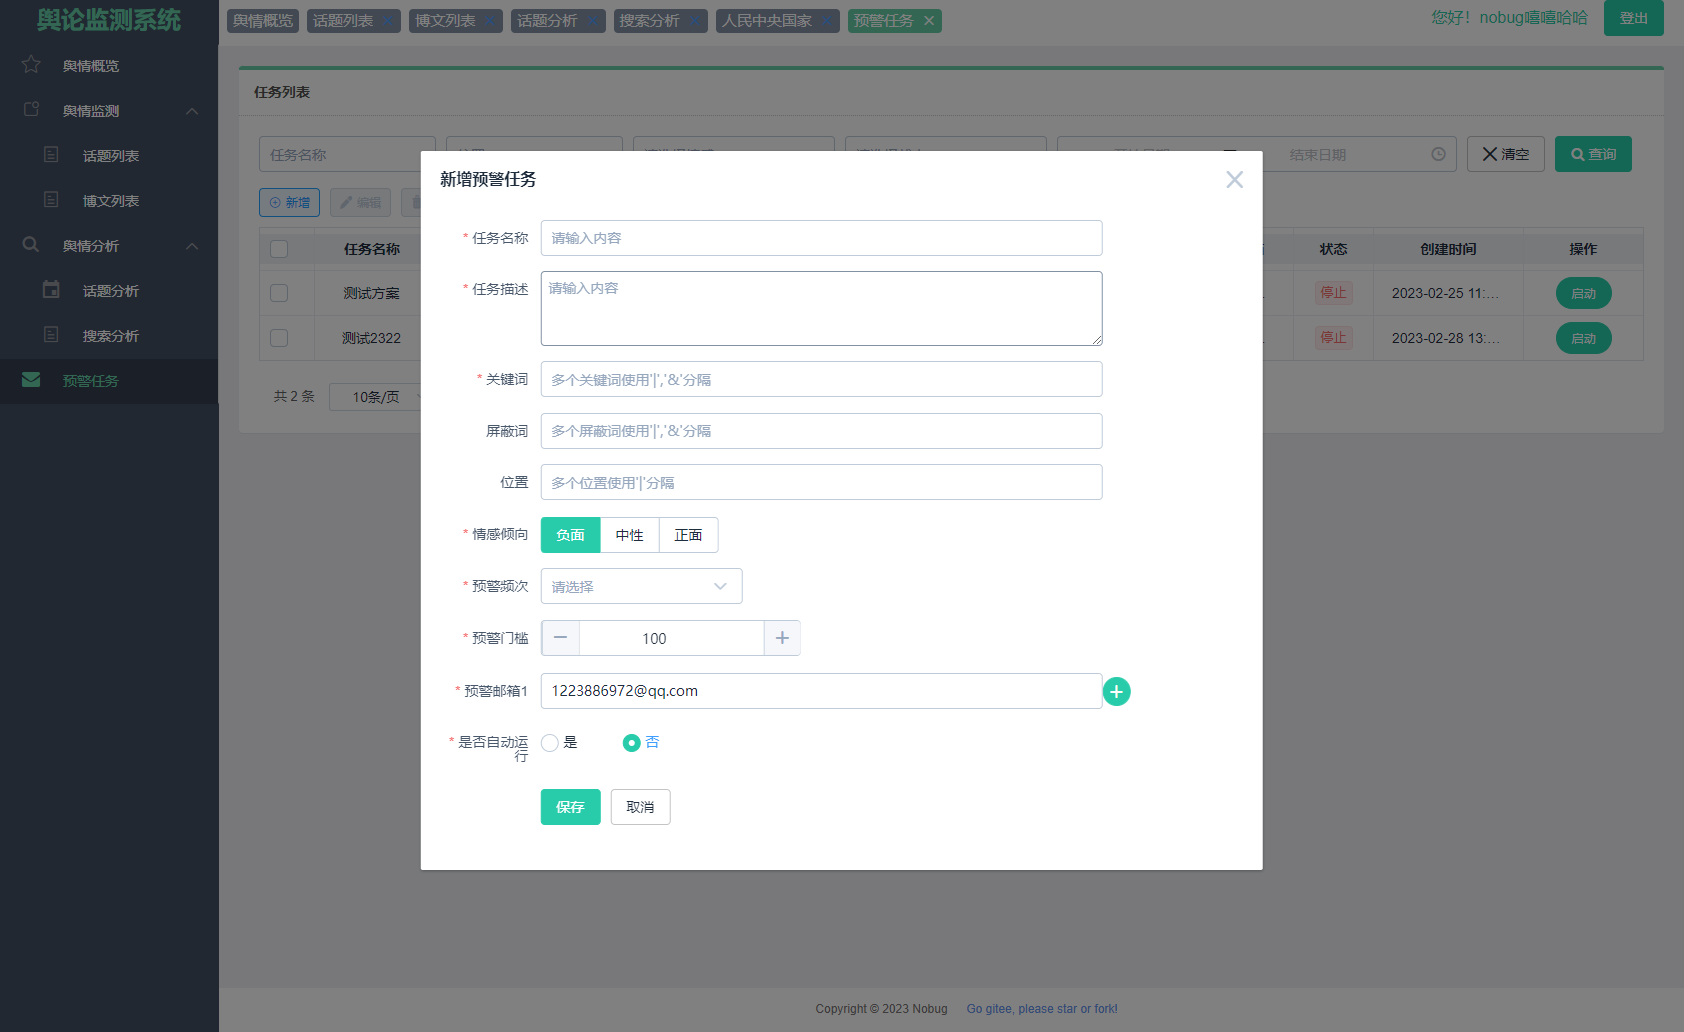 舆论监测系统
舆情概览
舆情监测
话题列表
博文列表
舆情分析
话题分析
搜索分析
预警任务
舆情概览 话题列表 博文列表 话题分析 搜索分析 人民中央国家 预警任务
您好！nobug嘻嘻哈哈 登出
任务列表
任务名称 结束日期 清空 查询
新增 编辑
任务名称 状态 创建时间 操作
测试方案 停止 2023-02-25 11:... 启动
测试2322 停止 2023-02-28 13:... 启动
共 2 条 10条/页
新增预警任务
* 任务名称 请输入内容
* 任务描述 请输入内容
* 关键词 多个关键词使用'|','&'分隔
屏蔽词 多个屏蔽词使用'|','&'分隔
位置 多个位置使用'|'分隔
* 情感倾向 负面 中性 正面
* 预警频次 请选择
* 预警门槛 100
* 预警邮箱1 1223886972@qq.com
* 是否自动运
行
是 否
保存 取消
Copyright © 2023 Nobug Go gitee, please star or fork!